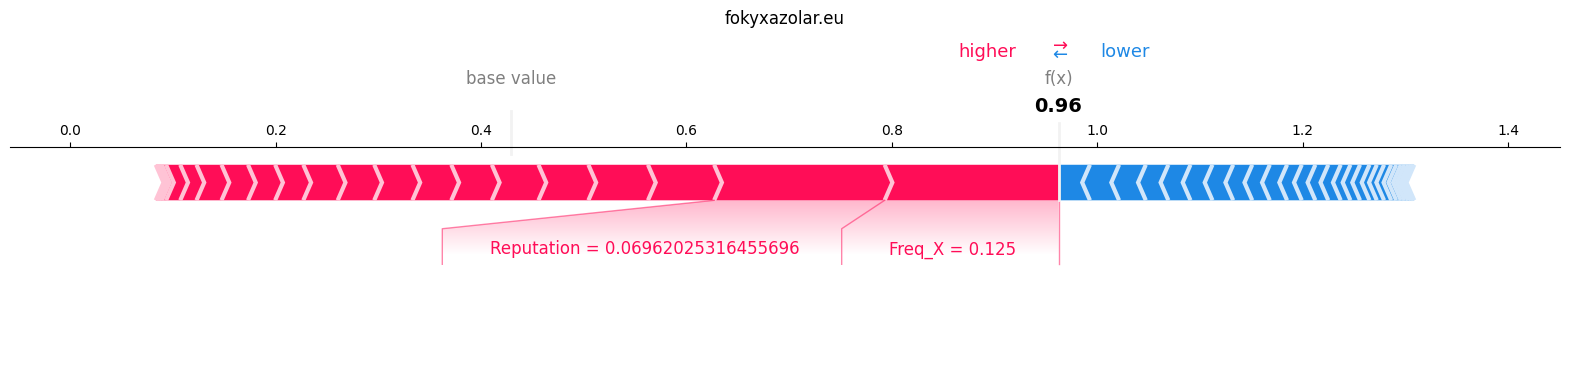 fokyxazolar.eu
higher → ← lower
base value f(x)
0.96
0.0 0.2 0.4 0.6 0.8 1.0 1.2 1.4
Reputation = 0.06962025316455696 Freq_X = 0.125